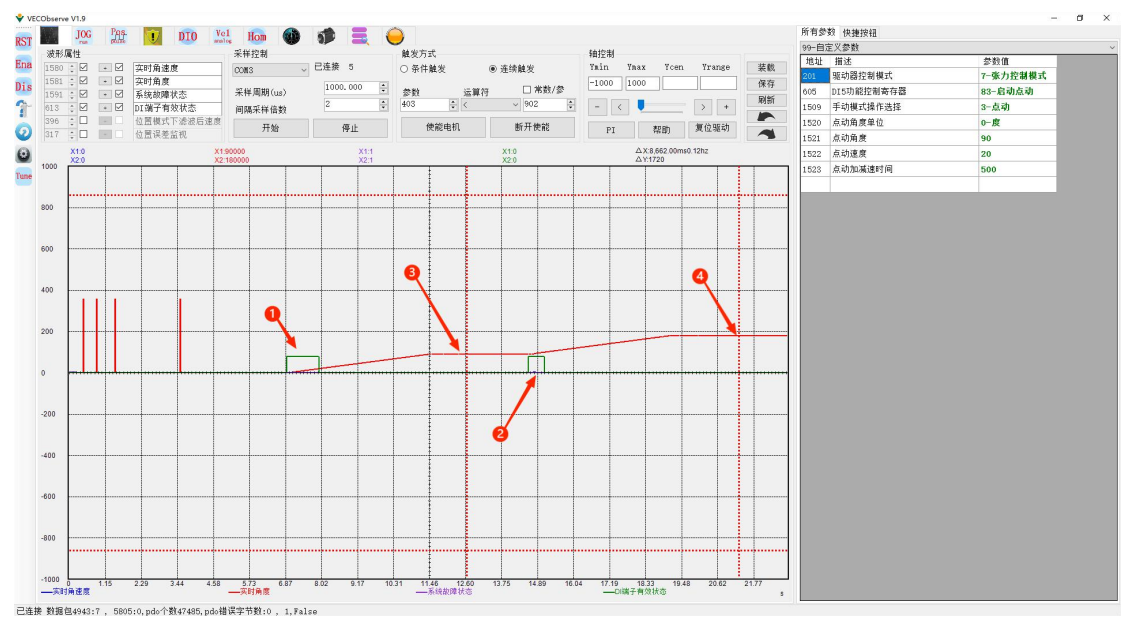 VECObserve V1.9
RST
JOG
run
Pos
pulse
DIO
Vel
analog
Hom
Ena
Dis
Tune
波形属性
1580 - 实时角速度
1581 - 实时角度
1591 - 系统故障状态
613 - DI端子有效状态
396 - 位置模式下滤波后速度
317 - 位置误差监视
采样控制
COM3 已连接 5
采样周期(us) 1000.000
间隔采样倍数 2
开始 停止
触发方式
条件触发 连续触发
参数 运算符 常数/参
403 < 902
使能电机 断开使能
轴控制
Ymin Ymax Ycen Yrange
-1000 1000
- < > +
PI 帮助 复位驱动
装载
保存
刷新
X1:0 X1:90000 X1:1 X1:0 ΔX:8,662.00ms0.12hz
X2:0 X2:180000 X2:1 X2:0 ΔY:1720
1000
800
600
400
200
0
-200
-400
-600
-800
-1000
1
2
3
4
0 1.15 2.29 3.44 4.58 5.73 6.87 8.02 9.17 10.31 11.46 12.60 13.75 14.89 16.04 17.19 18.33 19.48 20.62 21.77
实时角速度 实时角度 系统故障状态 DI端子有效状态 s
所有参数 快捷按钮
99-自定义参数
地址 描述 参数值
201 驱动器控制模式 7-张力控制模式
605 DI5功能控制寄存器 83-启动点动
1509 手动模式操作选择 3-点动
1520 点动角度单位 0-度
1521 点动角度 90
1522 点动速度 20
1523 点动加减速时间 500
已连接 数据包4943:7 , 5805:0,pdo个数47485,pdo错误字节数:0 , 1,False